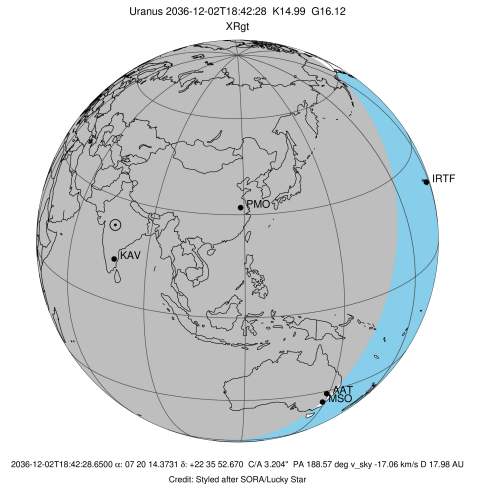 Uranus 2036-12-02T18:42:28 K14.99 G16.12
XRgt
IRTF
PMO
KAV
AAT
MSO
2036-12-02T18:42:28.6500 α: 07 20 14.3731 δ: +22 35 52.670 C/A 3.204" PA 188.57 deg v_sky -17.06 km/s D 17.98 AU
Credit: Styled after SORA/Lucky Star